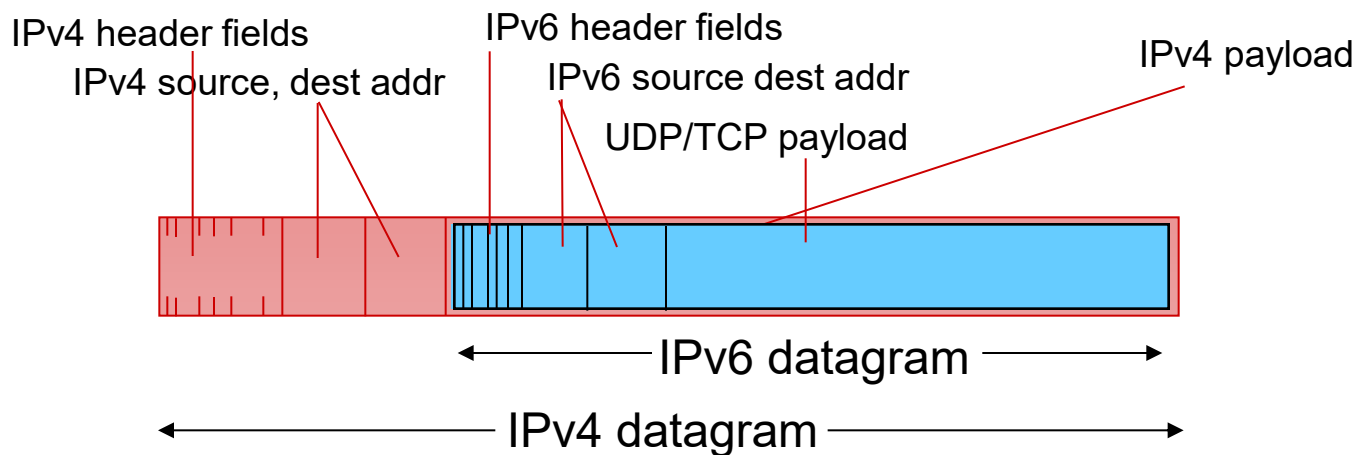 IPv4 header fields
IPv6 header fields
IPv4 payload
IPv4 source, dest addr
IPv6 source dest addr
UDP/TCP payload
IPv6 datagram
IPv4 datagram